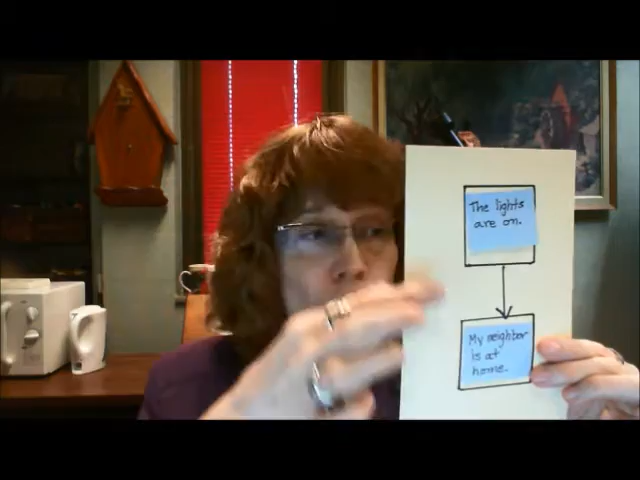 The lights
are on.
My neighbor
is at
home.